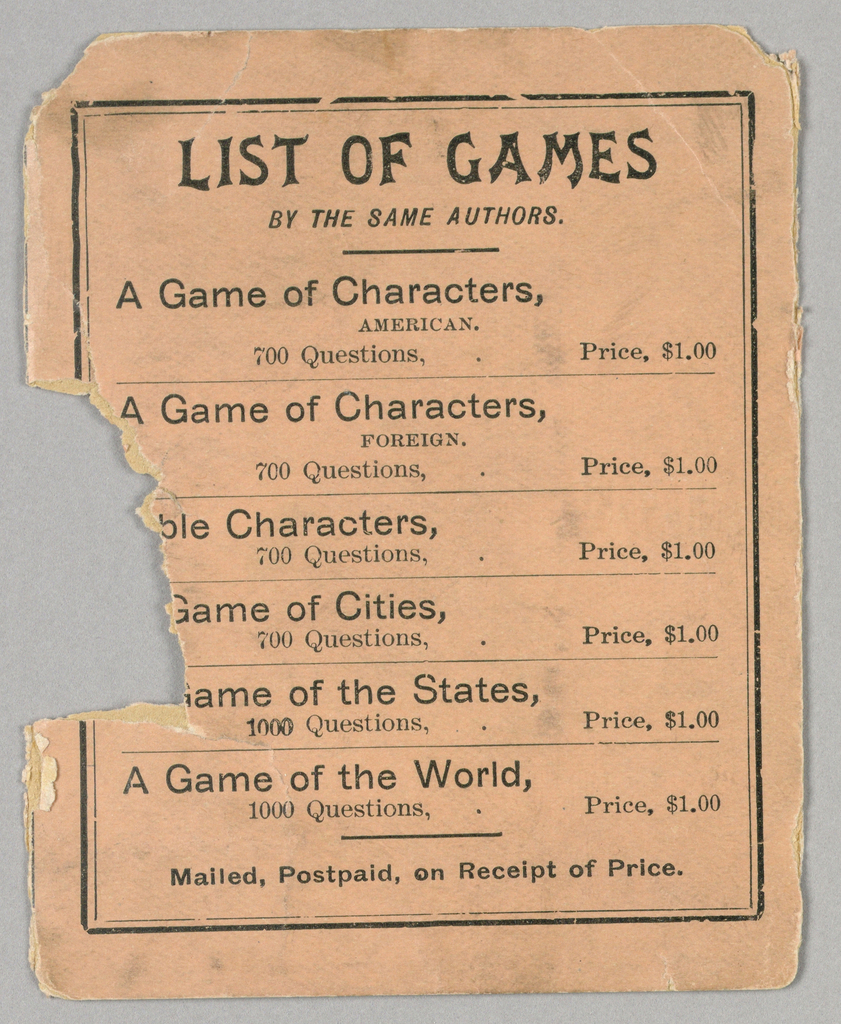 LIST OF GAMES
BY THE SAME AUTHORS.
A Game of Characters,
AMERICAN.
700 Questions, . Price, $1.00
A Game of Characters,
FOREIGN.
700 Questions, . Price, $1.00
ble Characters,
700 Questions, . Price, $1.00
Game of Cities,
700 Questions, . Price, $1.00
ame of the States,
1000 Questions, . Price, $1.00
A Game of the World,
1000 Questions, . Price, $1.00
Mailed, Postpaid, on Receipt of Price.